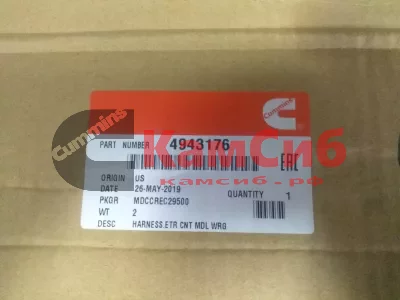 Cummins
PART NUMBER 4943176
Cummins КамСиб
EAC
камсиб.рф
ORIGIN US
DATE 26-MAY-2019
QUANTITY 1
PKGR MDCCREC29500
WT 2
DESC HARNESS,ETR CNT MDL WRG